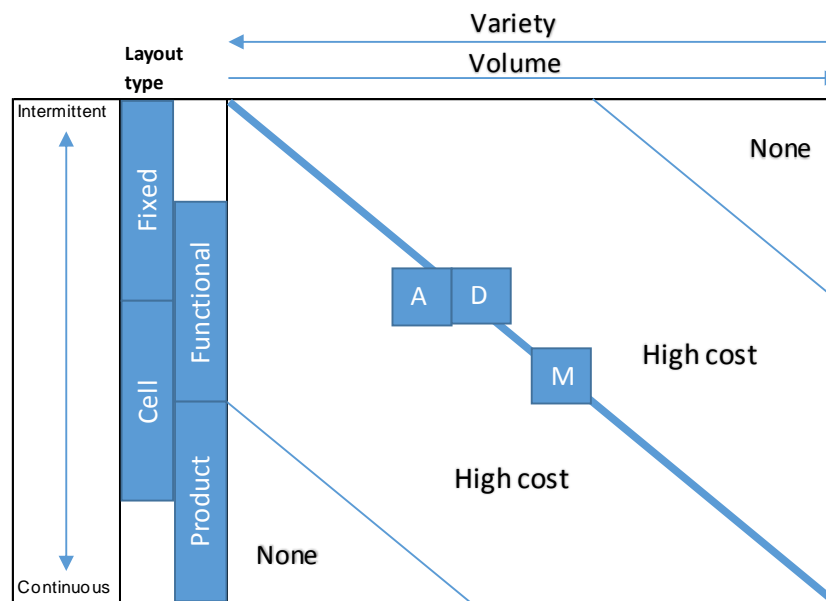 Variety
Layout
type
Volume
Intermittent
None
Fixed
Functional
A
D
High cost
M
Cell
High cost
Product
None
Continuous